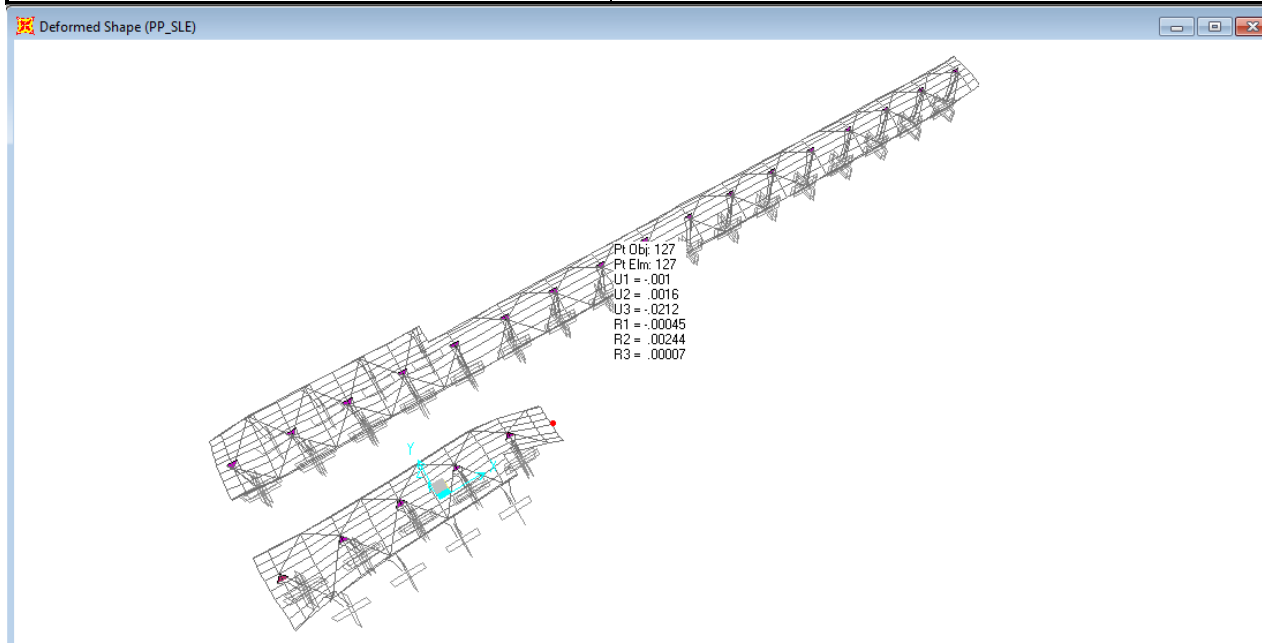 Deformed Shape (PP_SLE)
Pt Obj: 127
Pt Elm: 127
U1 = -.001
U2 = .0016
U3 = -.0212
R1 = -.00045
R2 = .00244
R3 = .00007
Y
X